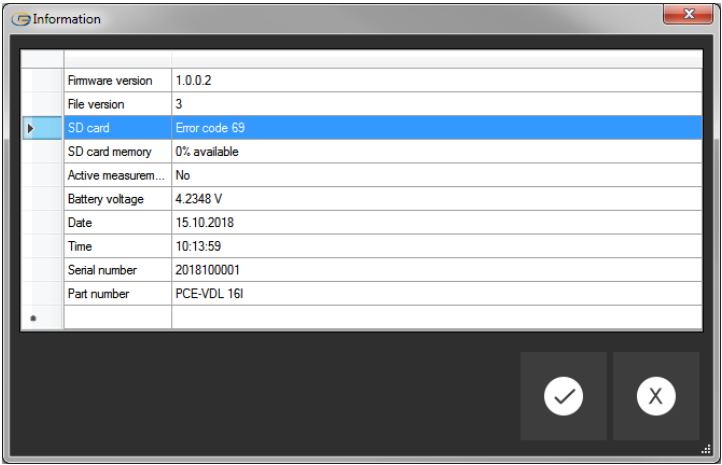 Information
Firmware version 1.0.0.2
File version 3
SD card Error code 69
SD card memory 0% available
Active measurem... No
Battery voltage 4.2348 V
Date 15.10.2018
Time 10:13:59
Serial number 2018100001
Part number PCE-VDL 16I
X